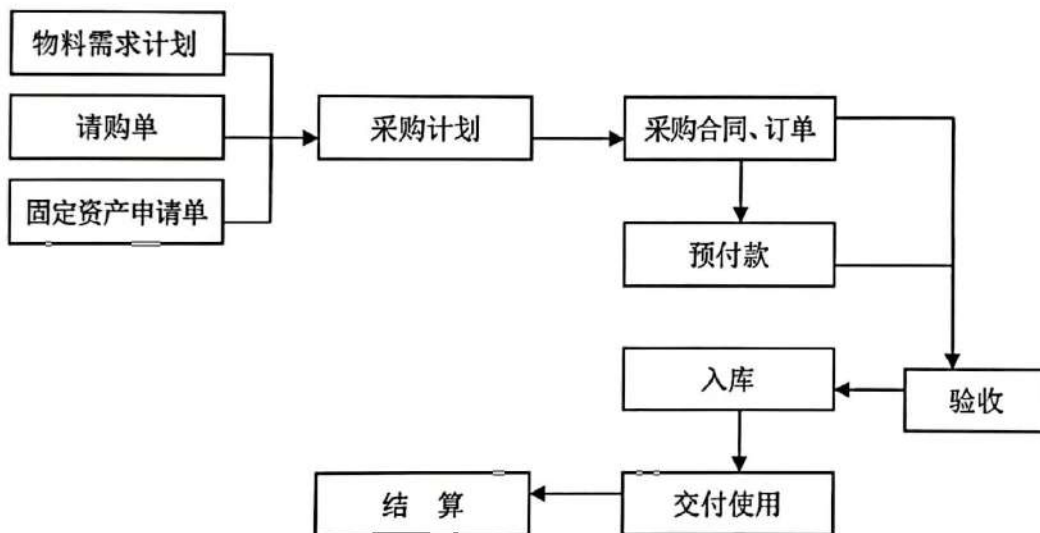 物料需求计划
请购单
固定资产申请单
采购计划
采购合同、订单
预付款
验收
入库
交付使用
结 算